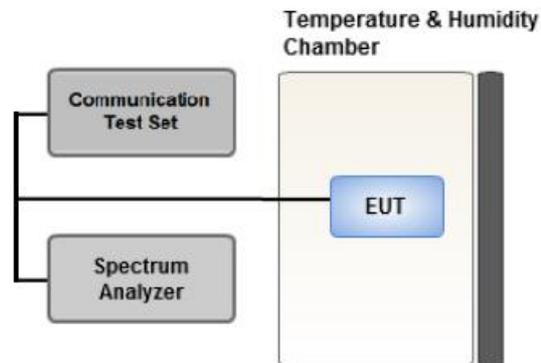 Temperature & Humidity
Chamber
Communication
Test Set
EUT
Spectrum
Analyzer